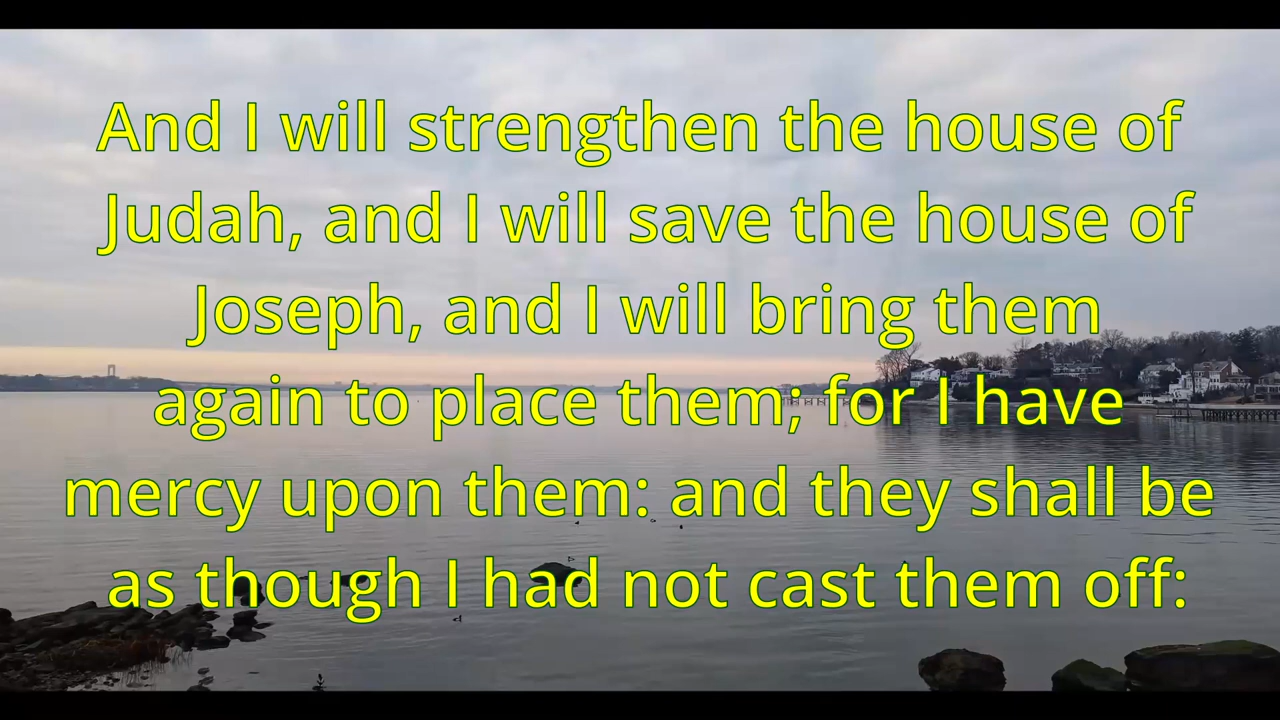 And I will strengthen the house of
Judah, and I will save the house of
Joseph, and I will bring them
again to place them; for I have
mercy upon them: and they shall be
as though I had not cast them off: